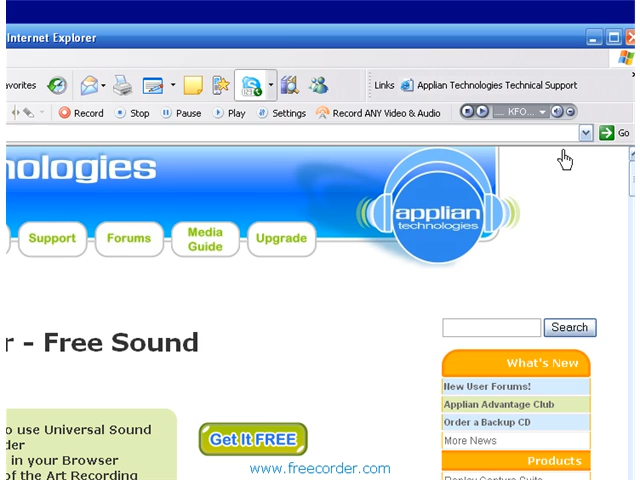 Internet Explorer
avorites
Links Applian Technologies Technical Support
Record Stop Pause Play Settings Record ANY Video & Audio KFO...
Go
nologies
applian
technologies
Support Forums Media Guide Upgrade
Search
r - Free Sound
What's New
New User Forums!
Applian Advantage Club
Order a Backup CD
More News
Products
to use Universal Sound
der
in your Browser
of the Art Recording
Get It FREE
www.freecorder.com